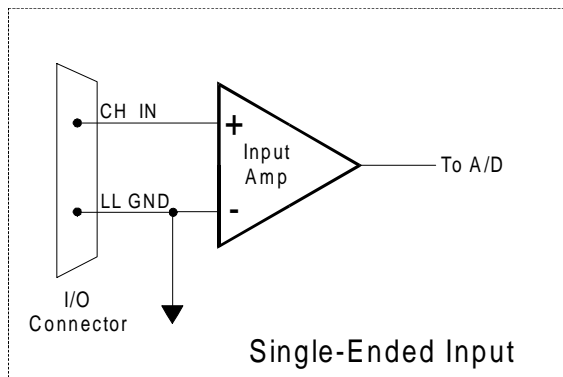 CH IN
+
Input
Amp
To A/D
LL GND
-
I/O
Connector
Single-Ended Input